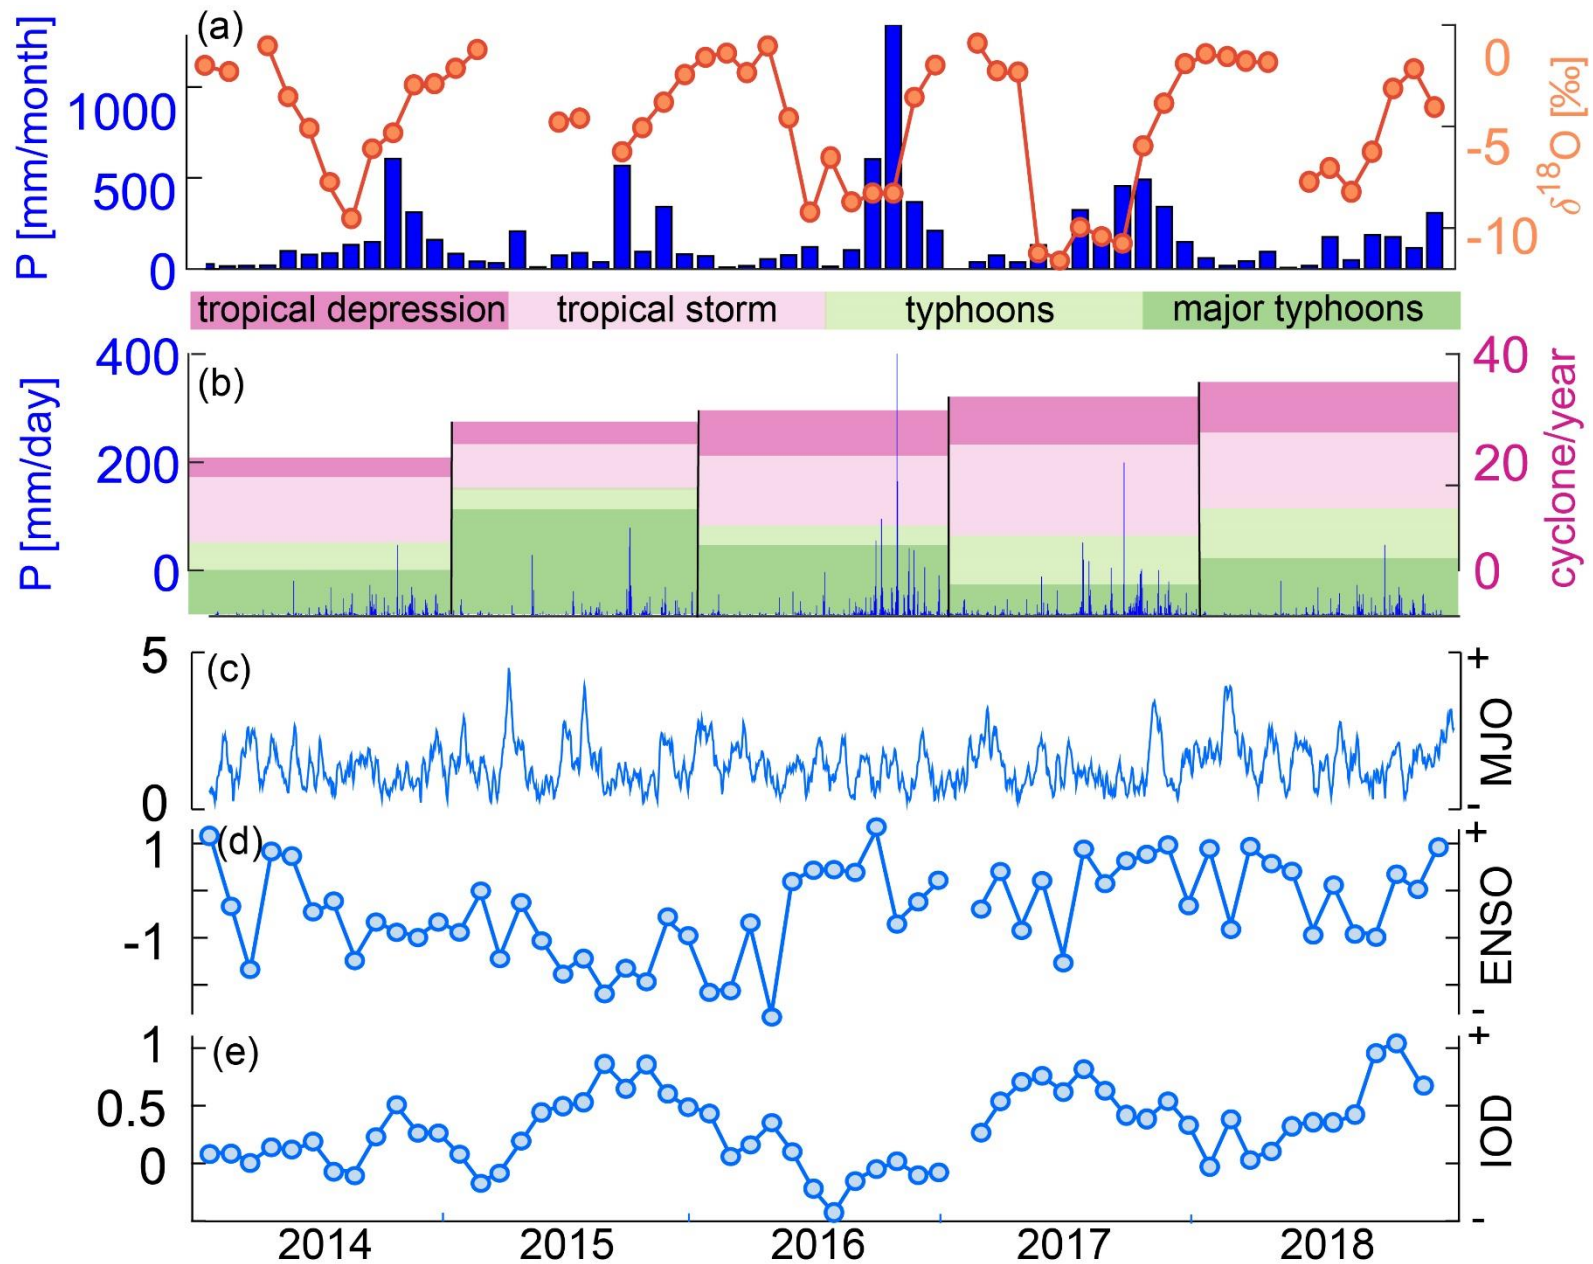 (a)
P [mm/month]
1000
500
0
0
-5
-10
δ18O [‰]
tropical depression tropical storm typhoons major typhoons
(b)
P [mm/day]
400
200
0
40
20
0
cyclone/year
(c)
5
0
+
-
MJO
(d)
1
-1
+
-
ENSO
(e)
1
0.5
0
+
-
IOD
2014 2015 2016 2017 2018